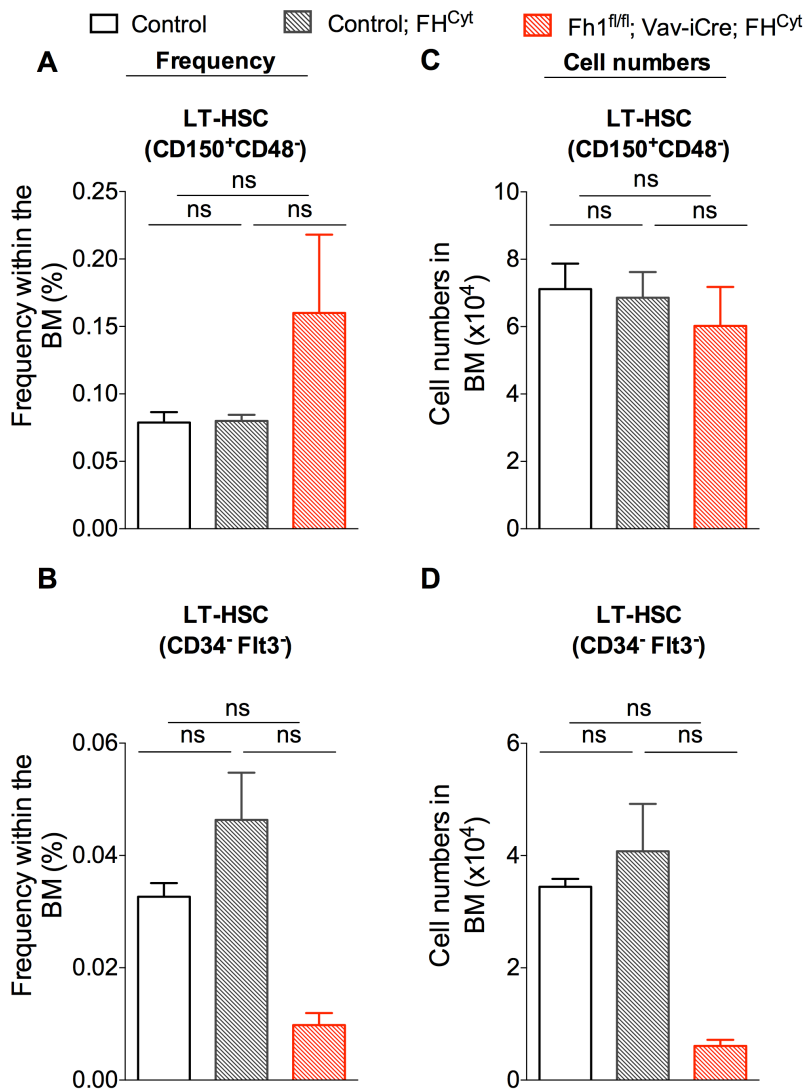 Control
Control; FH^Cyt
Fh1^fl/fl; Vav-iCre; FH^Cyt
A
Frequency
LT-HSC
(CD150⁺CD48⁻)
ns
ns
ns
Frequency within the
BM (%)
0.25
0.20
0.15
0.10
0.05
0.00
C
Cell numbers
LT-HSC
(CD150⁺CD48⁻)
ns
ns
ns
Cell numbers in
BM (x10⁴)
10
8
6
4
2
0
B
LT-HSC
(CD34⁻ Flt3⁻)
ns
ns
ns
Frequency within the
BM (%)
0.06
0.04
0.02
0.00
D
LT-HSC
(CD34⁻ Flt3⁻)
ns
ns
ns
Cell numbers in
BM (x10⁴)
6
4
2
0